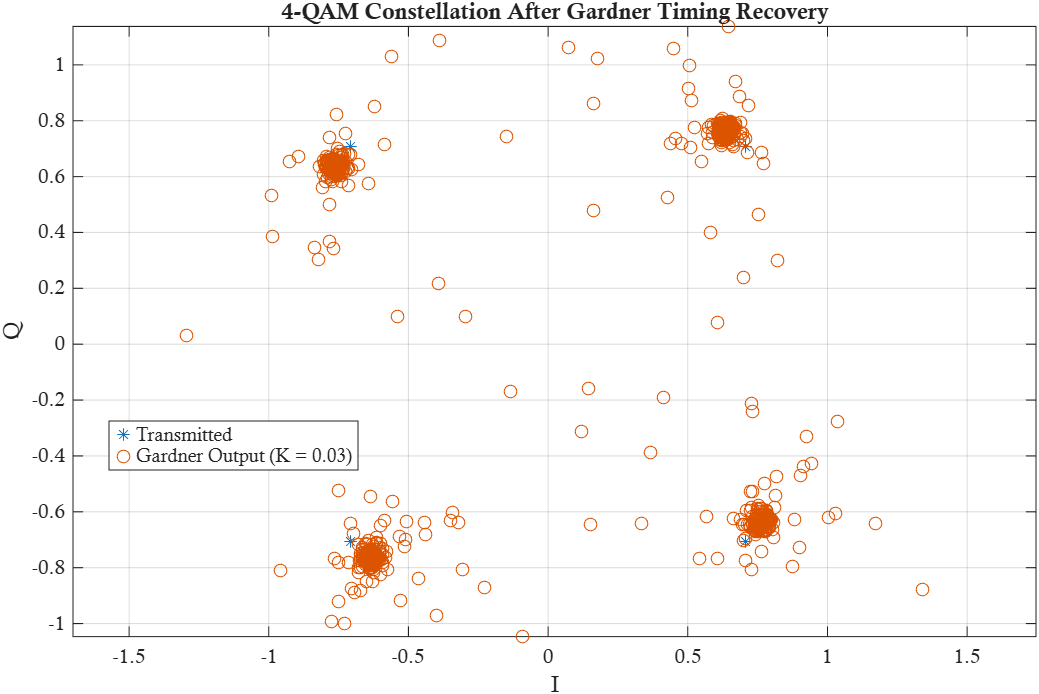 4-QAM Constellation After Gardner Timing Recovery
1
0.8
0.6
0.4
0.2
0
-0.2
-0.4
-0.6
-0.8
-1
Q
Transmitted
Gardner Output (K = 0.03)
-1.5 -1 -0.5 0 0.5 1 1.5
I